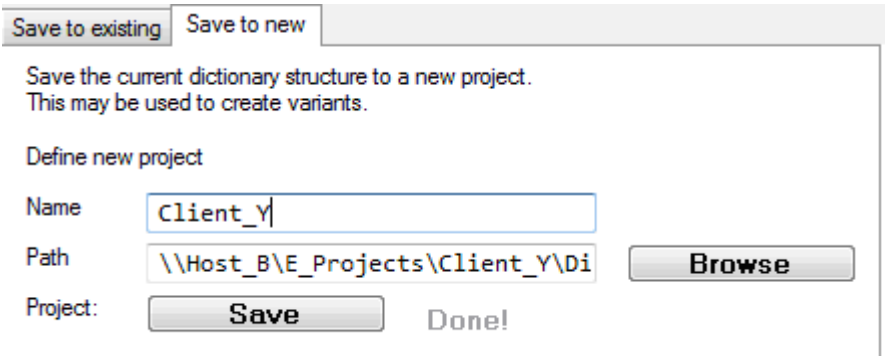 Save to existing Save to new
Save the current dictionary structure to a new project.
This may be used to create variants.
Define new project
Name Client_Y
Path \\Host_B\E_Projects\Client_Y\Di Browse
Project: Save Done!